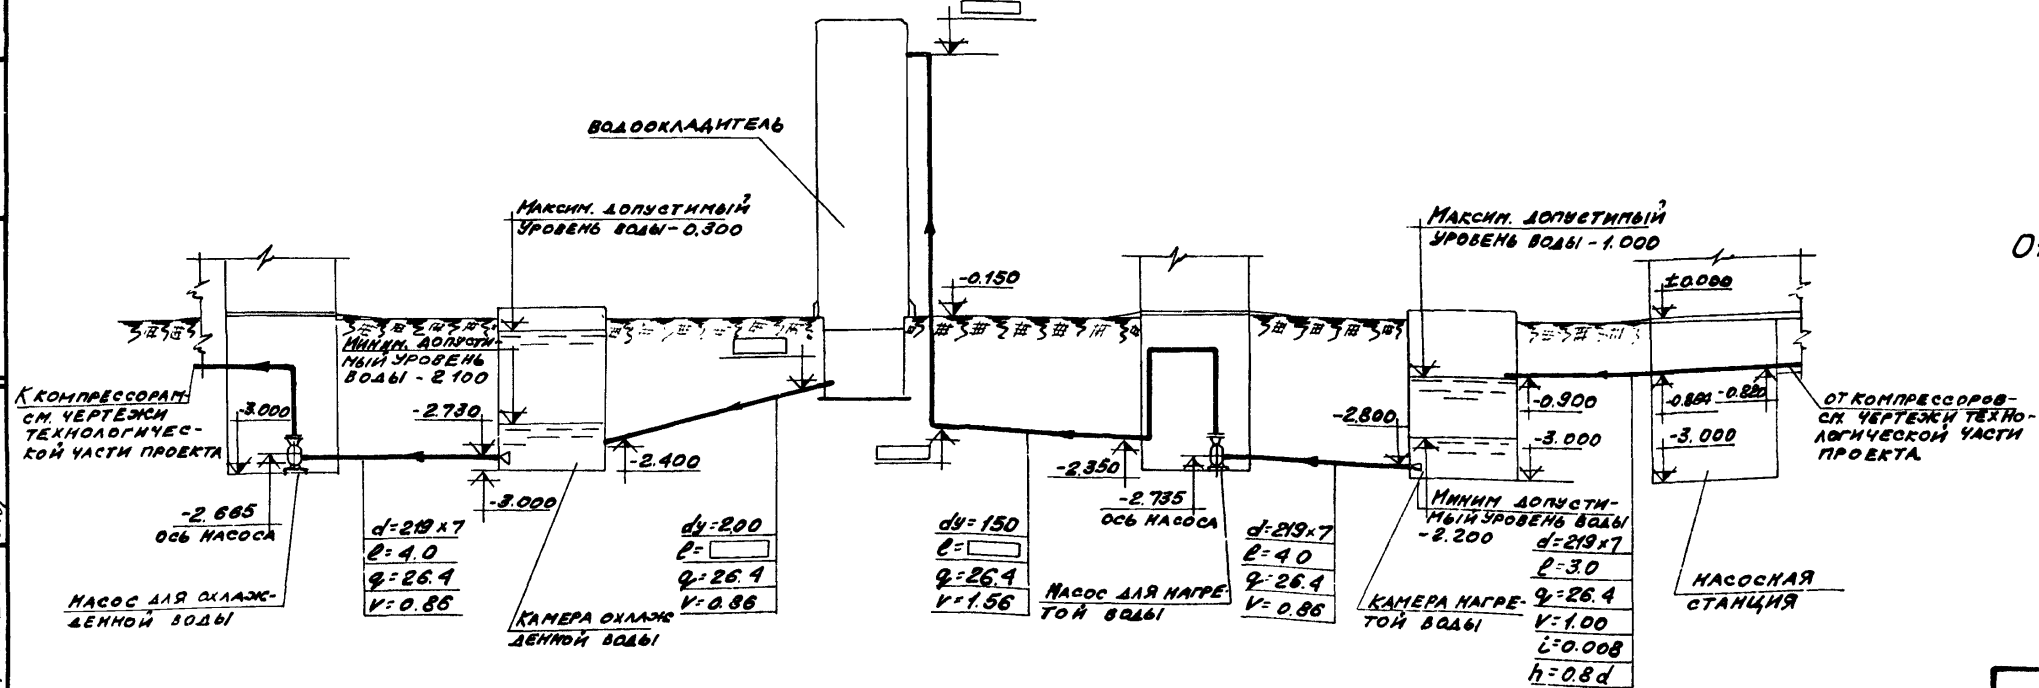 ВОДООХЛАДИТЕЛЬ
МАКСИМ. ДОПУСТИМЫЙ
УРОВЕНЬ ВОДЫ - 0.300
МАКСИМ. ДОПУСТИМЫЙ
УРОВЕНЬ ВОДЫ - 1.000
-0.150
±0.000
МИНИМ. ДОПУСТИ-
МЫЙ УРОВЕНЬ
ВОДЫ - 2 100
К КОМПРЕССОРАМ
СМ. ЧЕРТЕЖИ
ТЕХНОЛОГИЧЕС-
КОЙ ЧАСТИ ПРОЕКТА
-3.000
-2.730
-2.400
-3.000
-2.665
ОСЬ НАСОСА
-2.350
-2.735
ОСЬ НАСОСА
-2.800
-0.900
-3.000
-0.820
-3.000
ОТ КОМПРЕССОРОВ-
СМ. ЧЕРТЕЖИ ТЕХНО-
ЛОГИЧЕСКОЙ ЧАСТИ
ПРОЕКТА
МИНИМ ДОПУСТИ-
МЫЙ УРОВЕНЬ ВОДЫ
-2.200
d=219×7
ℓ=4.0
q=26.4
V=0.86
dу=200
ℓ=
q=26.4
V=0.86
dу=150
ℓ=
q=26.4
V=1.56
d=219×7
ℓ=4 0
q=26.4
V=0.86
d=219×7
ℓ=3.0
q=26.4
V=1.00
i=0.008
h=0.8d
НАСОС ДЛЯ ОХЛАЖ-
ДЕННОЙ ВОДЫ
КАМЕРА ОХЛАЖ
ДЕННОЙ ВОДЫ
НАСОС ДЛЯ НАГРЕ-
ТОЙ ВОДЫ
КАМЕРА НАГРЕ-
ТОЙ ВОДЫ
НАСОСНАЯ
СТАНЦИЯ